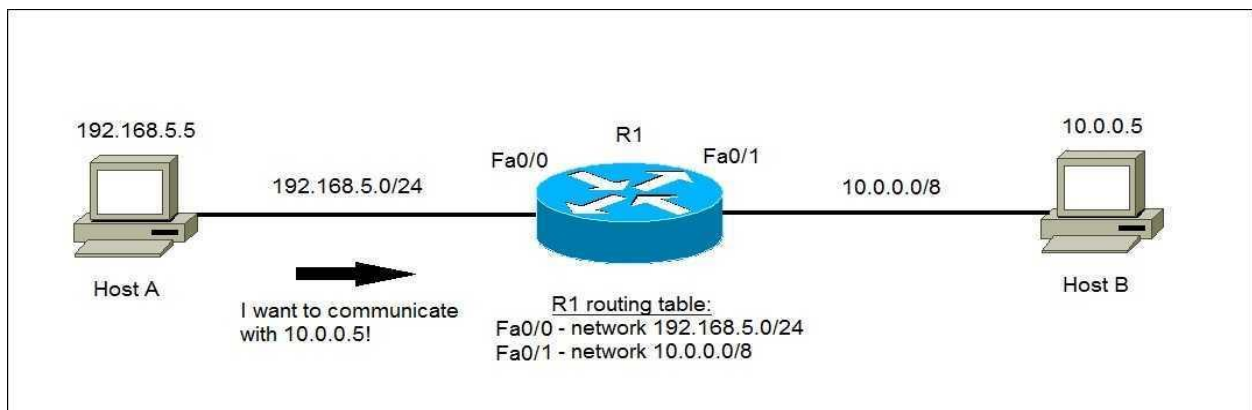 192.168.5.5
R1
10.0.0.5
Fa0/0
Fa0/1
192.168.5.0/24
10.0.0.0/8
Host A
Host B
I want to communicate
with 10.0.0.5!
R1 routing table:
Fa0/0 - network 192.168.5.0/24
Fa0/1 - network 10.0.0.0/8